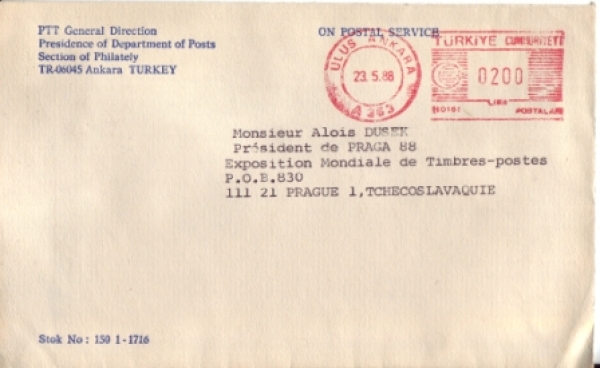 PTT General Direction
Presidence of Department of Posts
Section of Philately
TR-06045 Ankara TURKEY
ON POSTAL SERVICE
ULUS ANKARA
23.5.88
A 363
TÜRKİYE CUMHURİYETİ
0200
LİRA
POSTALARI
Monsieur Alois DUSEK
Président de PRAGA 88
Exposition Mondiale de Timbres-postes
P.O.B.830
111 21 PRAGUE 1,TCHECOSLAVAQUIE
Stok No : 150 1-1716